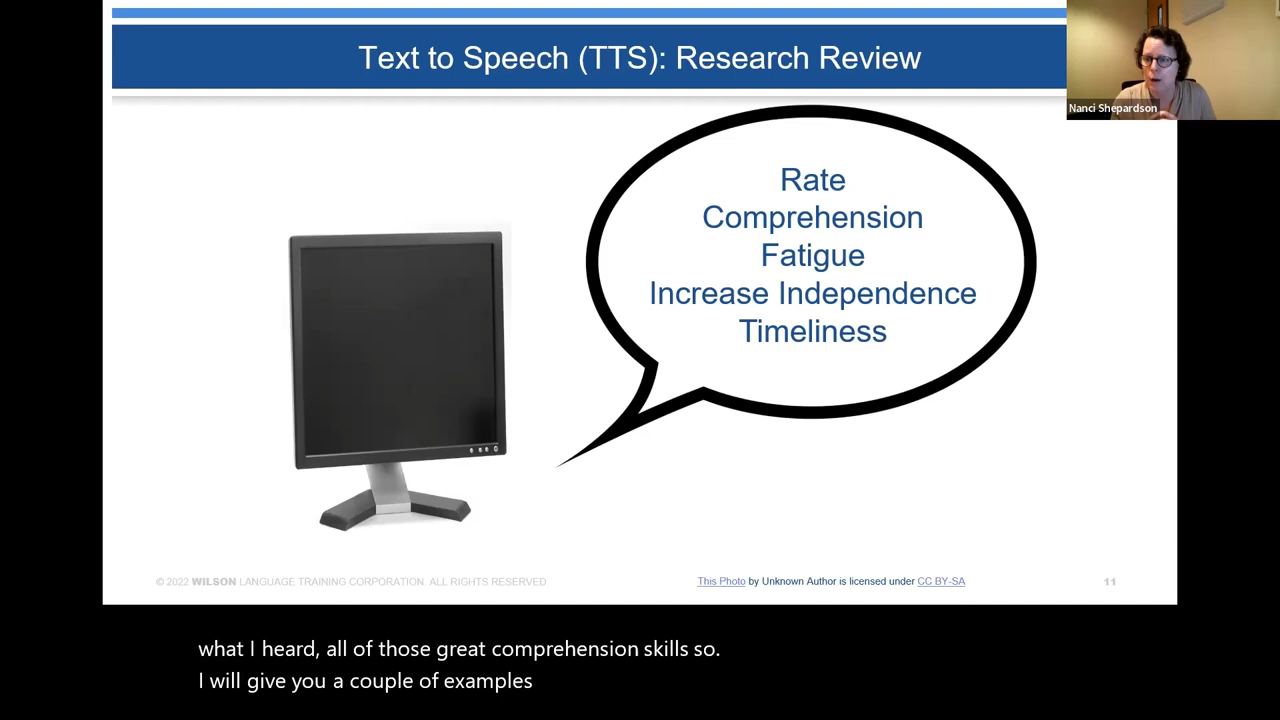 Text to Speech (TTS): Research Review
Nanci Shepardson
Rate
Comprehension
Fatigue
Increase Independence
Timeliness
© 2022 WILSON LANGUAGE TRAINING CORPORATION. ALL RIGHTS RESERVED
This Photo by Unknown Author is licensed under CC BY-SA
11
what I heard, all of those great comprehension skills so.
I will give you a couple of examples